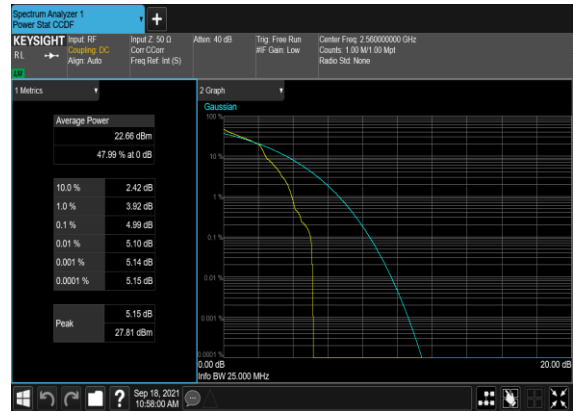 Spectrum Analyzer 1
Power Stat CCDF
KEYSIGHT
RL
Input: RF
Coupling: DC
Align: Auto
Input Z: 50 Ω
Corr CCorr
Freq Ref: Int (S)
Atten: 40 dB
Trig: Free Run
#IF Gain: Low
Center Freq: 2.560000000 GHz
Counts: 1.00 M/1.00 Mpt
Radio Std: None
1 Metrics
Average Power
22.66 dBm
47.99 % at 0 dB
10.0 % 2.42 dB
1.0 % 3.92 dB
0.1 % 4.99 dB
0.01 % 5.10 dB
0.001 % 5.14 dB
0.0001 % 5.15 dB
Peak
5.15 dB
27.81 dBm
2 Graph
Gaussian
100 %
10 %
1 %
0.1 %
0.01 %
0.001 %
0.0001 %
0.00 dB 20.00 dB
Info BW 25.000 MHz
?
Sep 18, 2021
10:58:00 AM